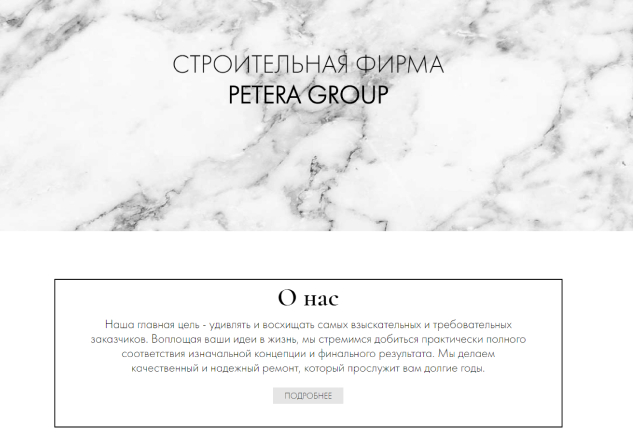 СТРОИТЕЛЬНАЯ ФИРМА
PETERA GROUP
О нас
Наша главная цель - удивлять и восхищать самых взыскательных и требовательных
заказчиков. Воплощая ваши идеи в жизнь, мы стремимся добиться практически полного
соответствия изначальной концепции и финального результата. Мы делаем
качественный и надежный ремонт, который прослужит вам долгие годы.
ПОДРОБНЕЕ